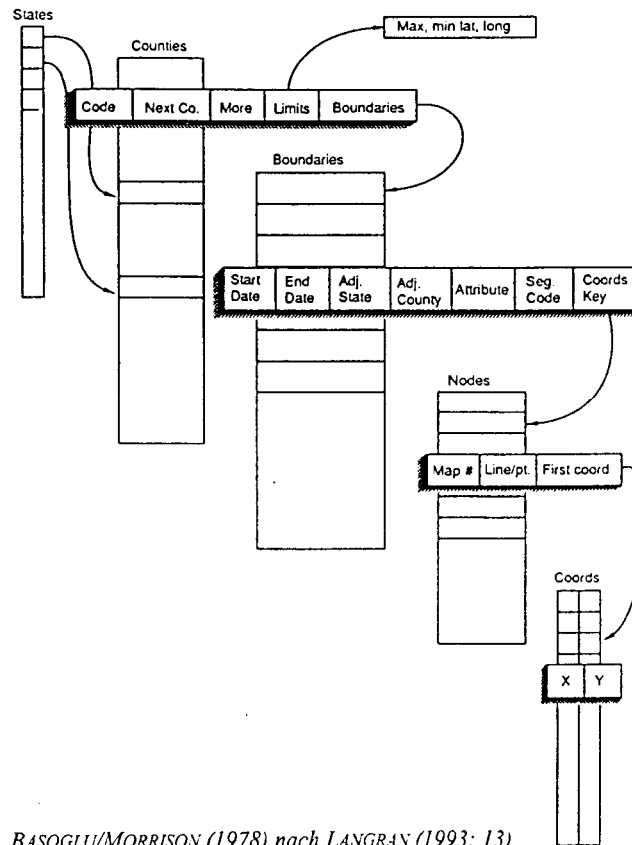 States
Counties
Max, min lat, long
Code Next Co. More Limits Boundaries
Boundaries
Start Date End Date Adj. State Adj. County Attribute Seg. Code Coords Key
Nodes
Map # Line/pt. First coord
Coords
X Y
BASOGLU/MORRISON (1978) nach LANGRAN (1993: 13)